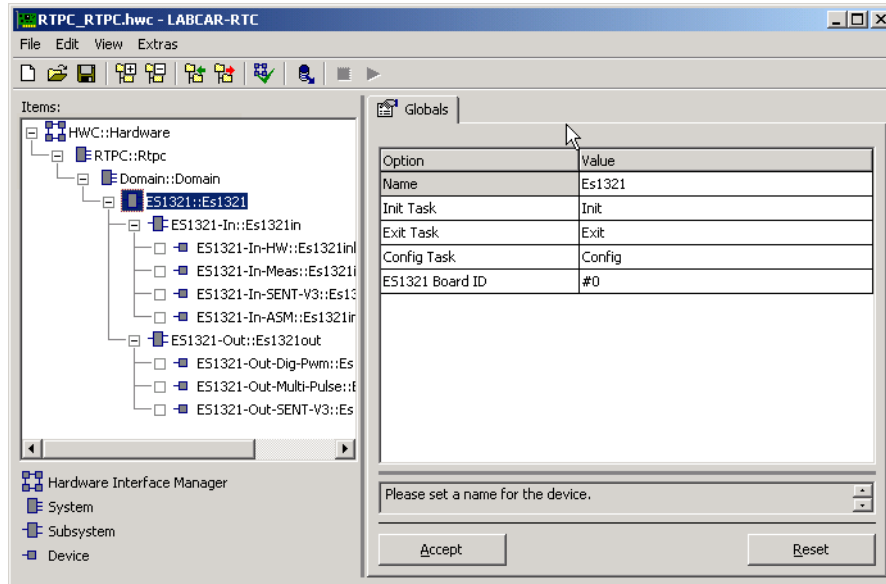 RTPC_RTPC.hwc - LABCAR-RTC
File Edit View Extras
Items:
HWC::Hardware
RTPC::Rtpc
Domain::Domain
ES1321::Es1321
ES1321-In::Es1321in
ES1321-In-HW::Es1321inl
ES1321-In-Meas::Es1321i
ES1321-In-SENT-V3::Es13
ES1321-In-ASM::Es1321ir
ES1321-Out::Es1321out
ES1321-Out-Dig-Pwm::Es
ES1321-Out-Multi-Pulse::E
ES1321-Out-SENT-V3::Es
Hardware Interface Manager
System
Subsystem
Device
Globals
Option Value
Name Es1321
Init Task Init
Exit Task Exit
Config Task Config
ES1321 Board ID #0
Please set a name for the device.
Accept Reset